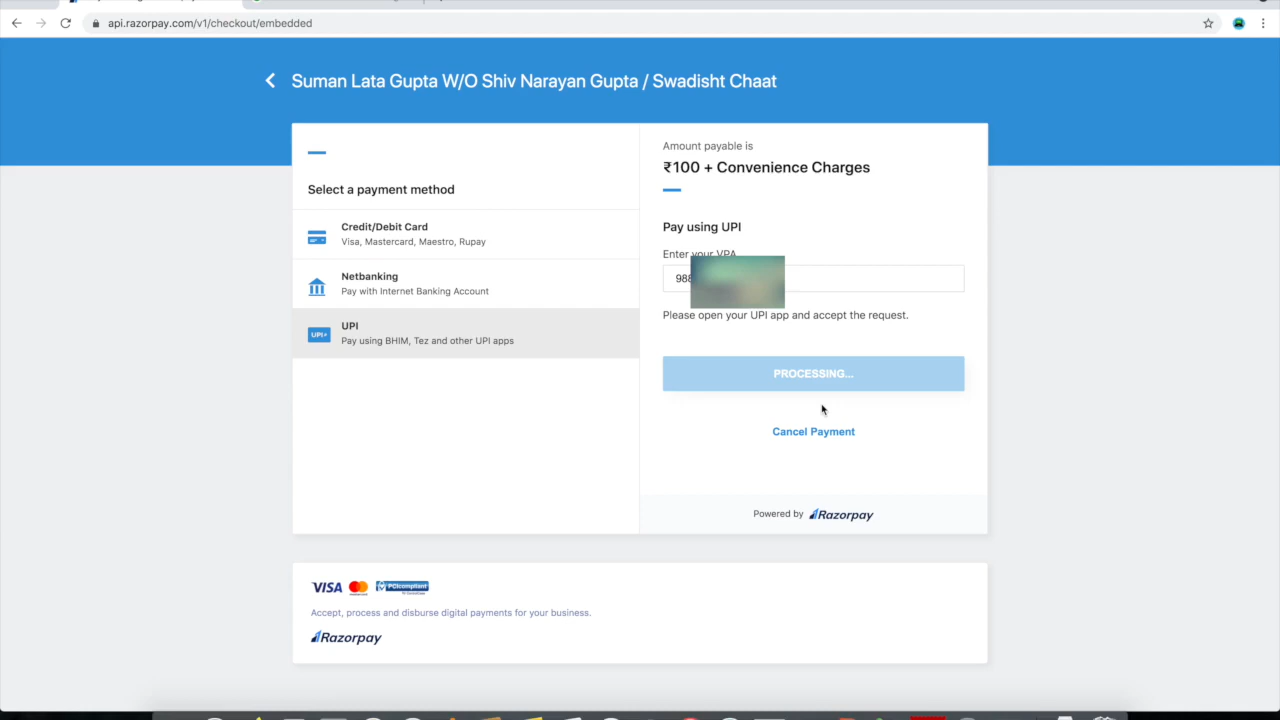 api.razorpay.com/v1/checkout/embedded
Suman Lata Gupta W/O Shiv Narayan Gupta / Swadisht Chaat
Select a payment method
Credit/Debit Card
Visa, Mastercard, Maestro, Rupay
Netbanking
Pay with Internet Banking Account
UPI
UPI
Pay using BHIM, Tez and other UPI apps
Amount payable is
₹100 + Convenience Charges
Pay using UPI
Enter your VPA
988
Please open your UPI app and accept the request.
PROCESSING...
Cancel Payment
Powered by Razorpay
VISA PCIcompliant
Accept, process and disburse digital payments for your business.
Razorpay